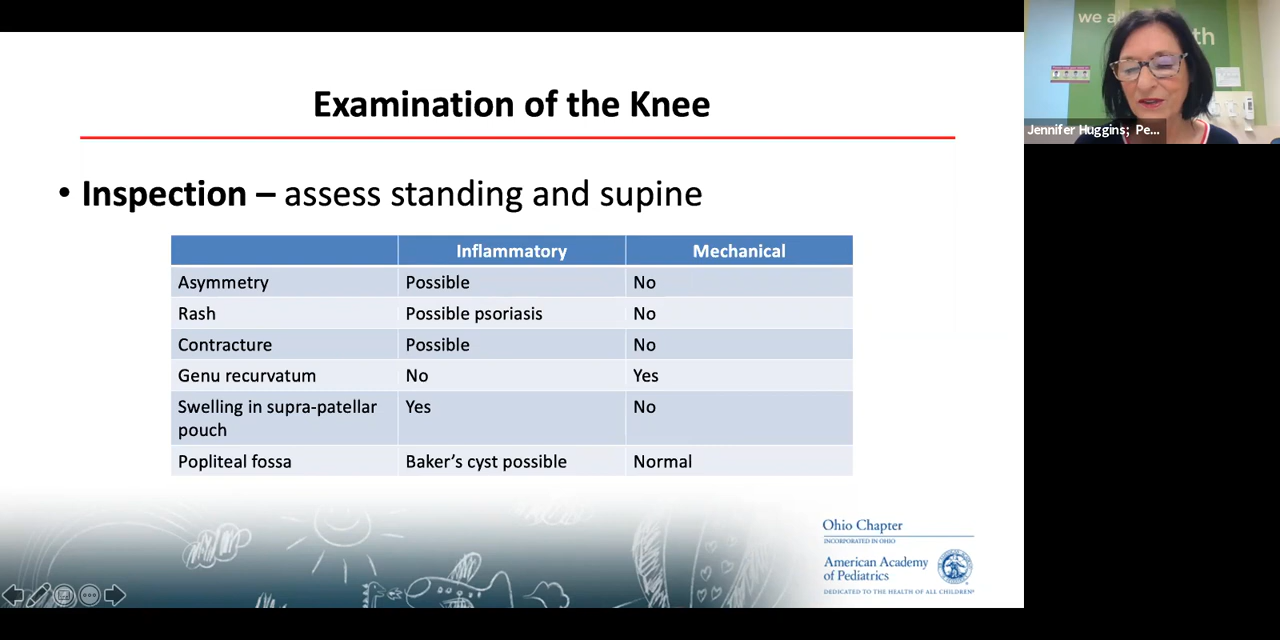 we al
th
Jennifer Huggins; Pe...
Examination of the Knee
• Inspection – assess standing and supine
Inflammatory Mechanical
Asymmetry Possible No
Rash Possible psoriasis No
Contracture Possible No
Genu recurvatum No Yes
Swelling in supra-patellar pouch Yes No
Popliteal fossa Baker's cyst possible Normal
Ohio Chapter
INCORPORATED IN OHIO
American Academy
of Pediatrics
DEDICATED TO THE HEALTH OF ALL CHILDREN®